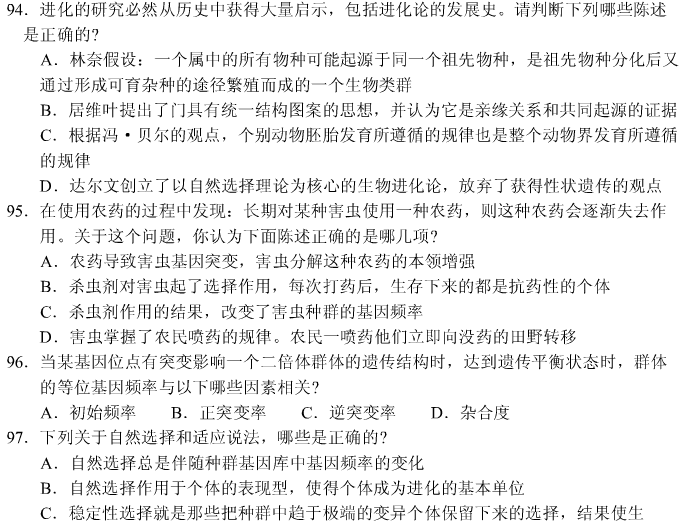 94．进化的研究必然从历史中获得大量启示，包括进化论的发展史。请判断下列哪些陈述
是正确的?
A．林奈假设：一个属中的所有物种可能起源于同一个祖先物种，是祖先物种分化后又
通过形成可育杂种的途径繁殖而成的一个生物类群
B．居维叶提出了门具有统一结构图案的思想，并认为它是亲缘关系和共同起源的证据
C．根据冯·贝尔的观点，个别动物胚胎发育所遵循的规律也是整个动物界发育所遵循
的规律
D．达尔文创立了以自然选择理论为核心的生物进化论，放弃了获得性状遗传的观点
95．在使用农药的过程中发现：长期对某种害虫使用一种农药，则这种农药会逐渐失去作
用。关于这个问题，你认为下面陈述正确的是哪几项?
A．农药导致害虫基因突变，害虫分解这种农药的本领增强
B．杀虫剂对害虫起了选择作用，每次打药后，生存下来的都是抗药性的个体
C．杀虫剂作用的结果，改变了害虫种群的基因频率
D．害虫掌握了农民喷药的规律。农民一喷药他们立即向没药的田野转移
96．当某基因位点有突变影响一个二倍体群体的遗传结构时，达到遗传平衡状态时，群体
的等位基因频率与以下哪些因素相关?
A．初始频率 B．正突变率 C．逆突变率 D．杂合度
97．下列关于自然选择和适应说法，哪些是正确的?
A．自然选择总是伴随种群基因库中基因频率的变化
B．自然选择作用于个体的表现型，使得个体成为进化的基本单位
C．稳定性选择就是那些把种群中趋于极端的变异个体保留下来的选择，结果使生